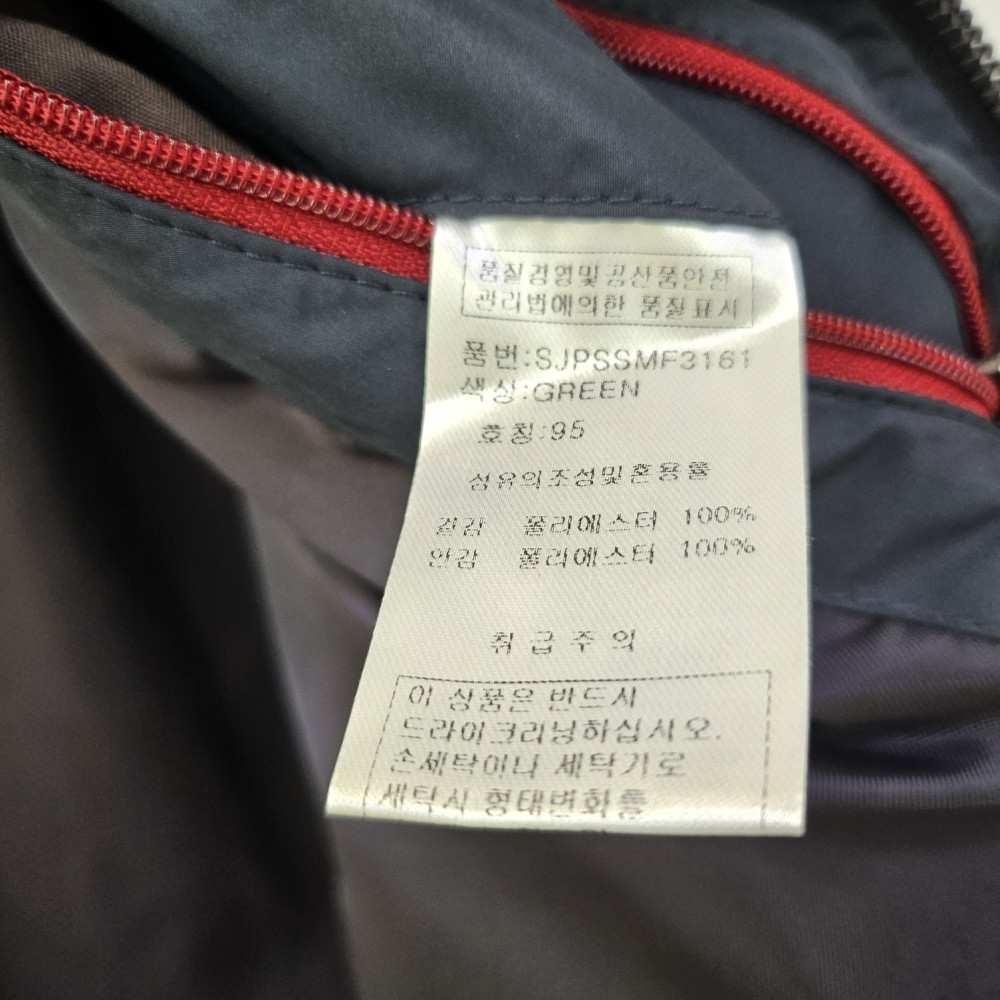 품질경영및공산품안전
관리법에의한 품질표시
품번:SJPSSMF3161
색상:GREEN
호칭:95
섬유의조성및혼용률
겉감 폴리에스터 100%
안감 폴리에스터 100%
취급주의
이 상품은 반드시
드라이크리닝하십시오.
손세탁이나 세탁기로
세탁시 형태변화를